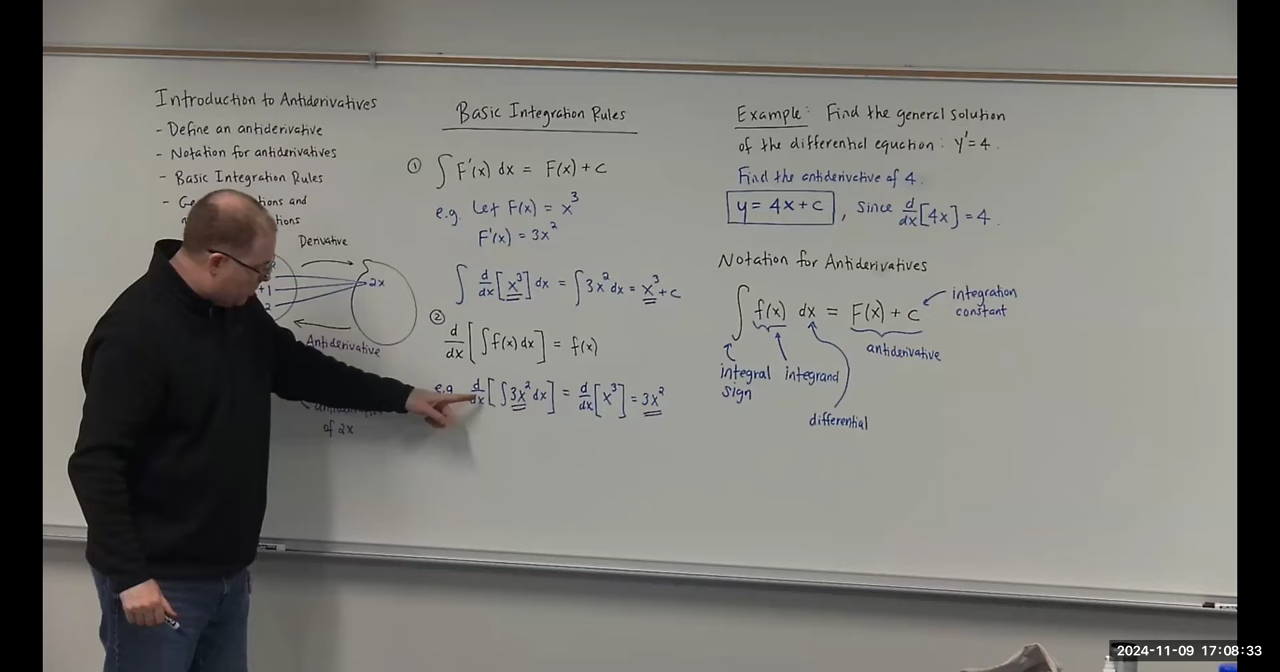 Introduction to Antiderivatives
- Define an antiderivative
- Notation for antiderivatives
- Basic Integration Rules
Derivative
+1
2
2x
Antiderivative
of 2x
Basic Integration Rules
① ∫ F'(x) dx = F(x) + C
e.g. Let F(x) = x³
F'(x) = 3x²
∫ d/dx [x³] dx = ∫ 3x² dx = x³ + C
②
d/dx [∫ f(x) dx] = f(x)
e.g. d/dx [∫ 3x² dx] = d/dx [x³] = 3x²
Example: Find the general solution
of the differential equation: y' = 4.
Find the antiderivative of 4.
y = 4x + C, since d/dx [4x] = 4.
Notation for Antiderivatives
∫ f(x) dx = F(x) + C
integration
constant
antiderivative
integral
sign
integrand
differential
2024-11-09 17:08:33